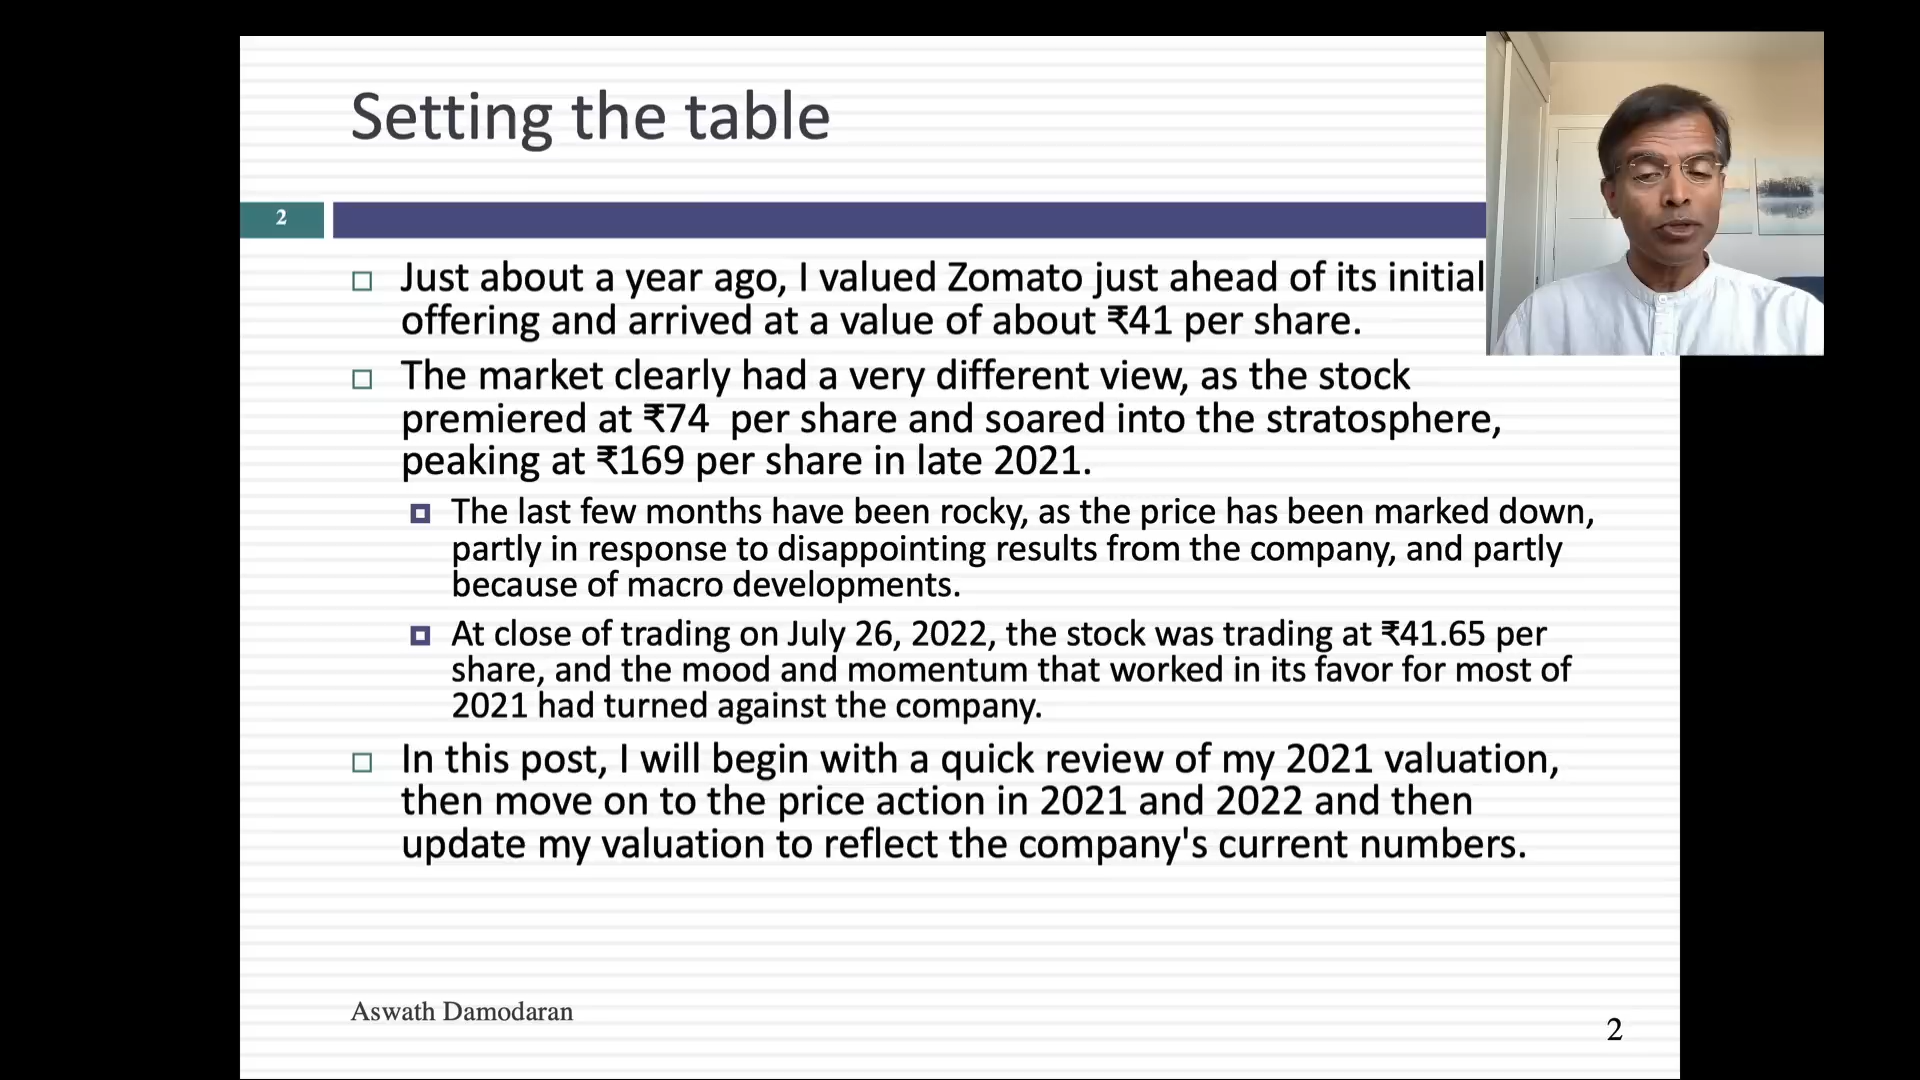 Setting the table
2
Just about a year ago, I valued Zomato just ahead of its initial
offering and arrived at a value of about ₹41 per share.
The market clearly had a very different view, as the stock
premiered at ₹74 per share and soared into the stratosphere,
peaking at ₹169 per share in late 2021.
The last few months have been rocky, as the price has been marked down,
partly in response to disappointing results from the company, and partly
because of macro developments.
At close of trading on July 26, 2022, the stock was trading at ₹41.65 per
share, and the mood and momentum that worked in its favor for most of
2021 had turned against the company.
In this post, I will begin with a quick review of my 2021 valuation,
then move on to the price action in 2021 and 2022 and then
update my valuation to reflect the company's current numbers.
Aswath Damodaran
2